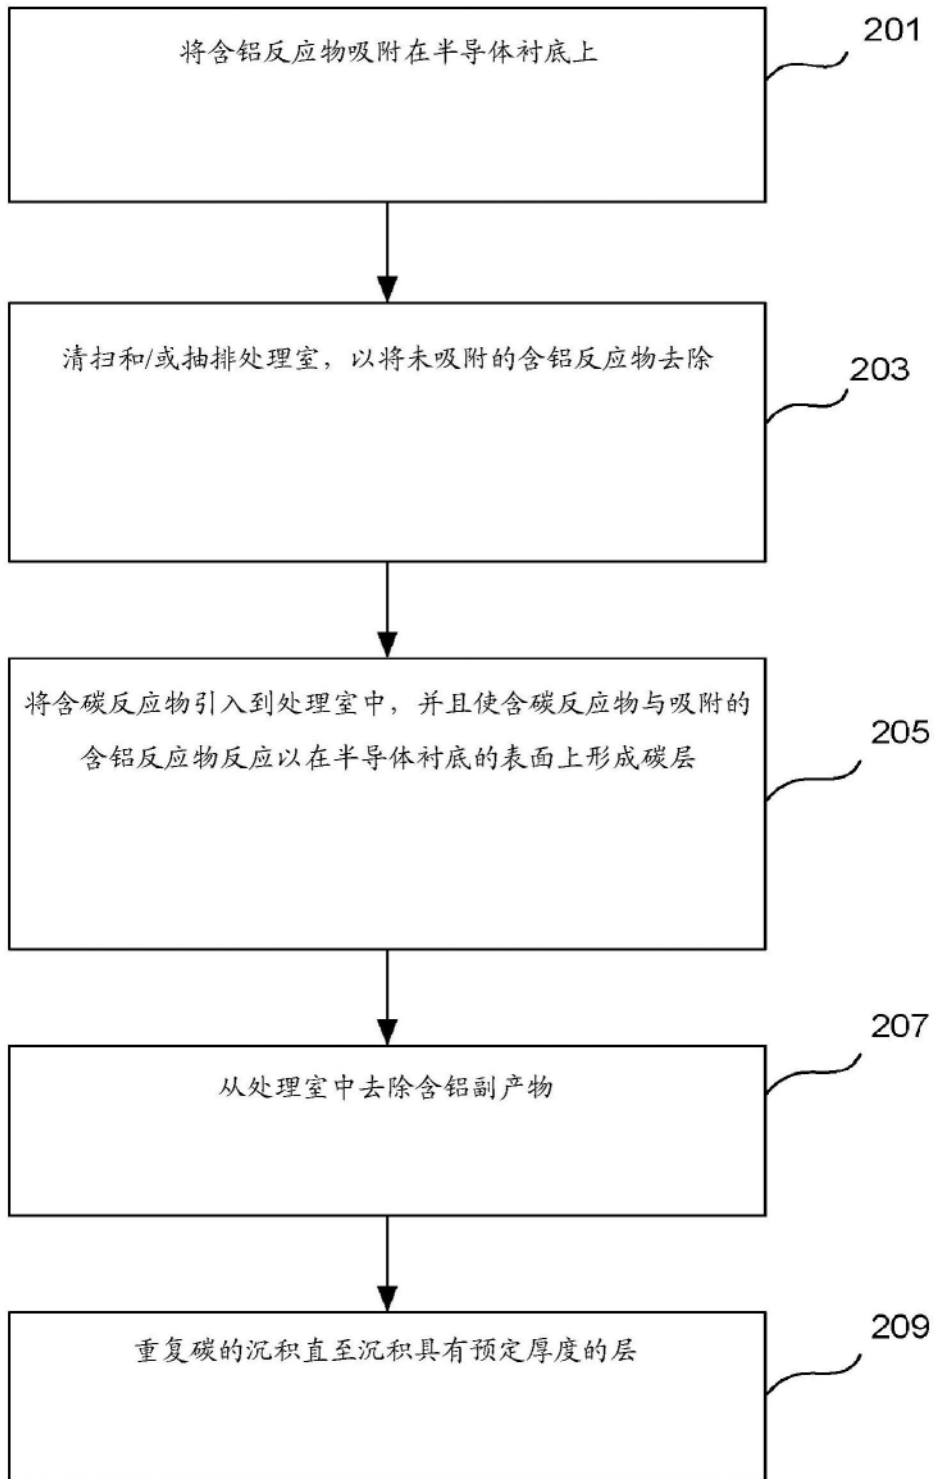 将含铝反应物吸附在半导体衬底上
201
清扫和/或抽排处理室，以将未吸附的含铝反应物去除
203
将含碳反应物引入到处理室中，并且使含碳反应物与吸附的
含铝反应物反应以在半导体衬底的表面上形成碳层
205
从处理室中去除含铝副产物
207
重复碳的沉积直至沉积具有预定厚度的层
209